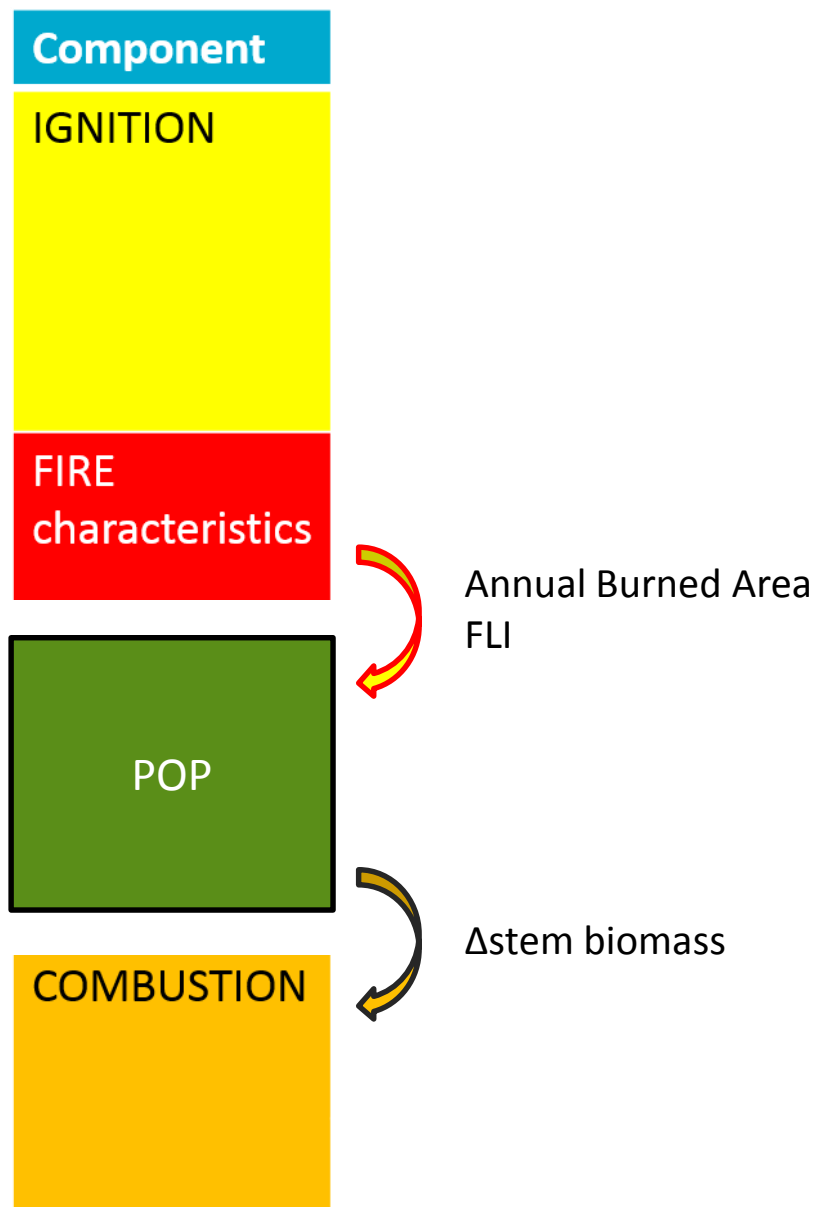 Component
IGNITION
FIRE
characteristics
Annual Burned Area
FLI
POP
Δstem biomass
COMBUSTION